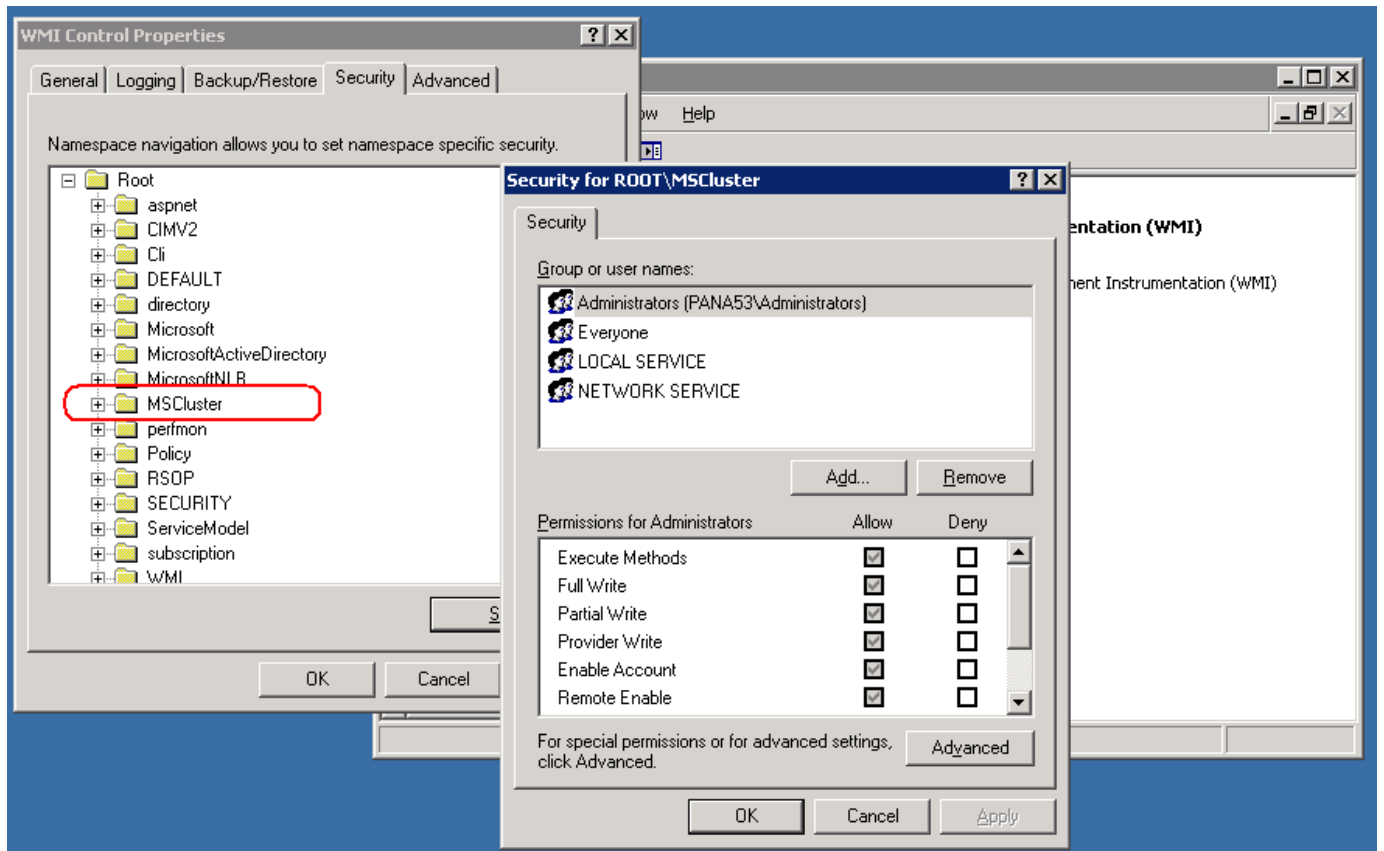 WMI Control Properties
General Logging Backup/Restore Security Advanced
Namespace navigation allows you to set namespace specific security.
Root
aspnet
CIMV2
Cli
DEFAULT
directory
Microsoft
MicrosoftActiveDirectory
MicrosoftNLB
MSCluster
perfmon
Policy
RSOP
SECURITY
ServiceModel
subscription
WMI
S
OK Cancel
ow Help
entation (WMI)
nent Instrumentation (WMI)
Security for ROOT\MSCluster
Security
Group or user names:
Administrators (PANA53\Administrators)
Everyone
LOCAL SERVICE
NETWORK SERVICE
Add... Remove
Permissions for Administrators Allow Deny
Execute Methods
Full Write
Partial Write
Provider Write
Enable Account
Remote Enable
For special permissions or for advanced settings,
click Advanced.
Advanced
OK Cancel Apply